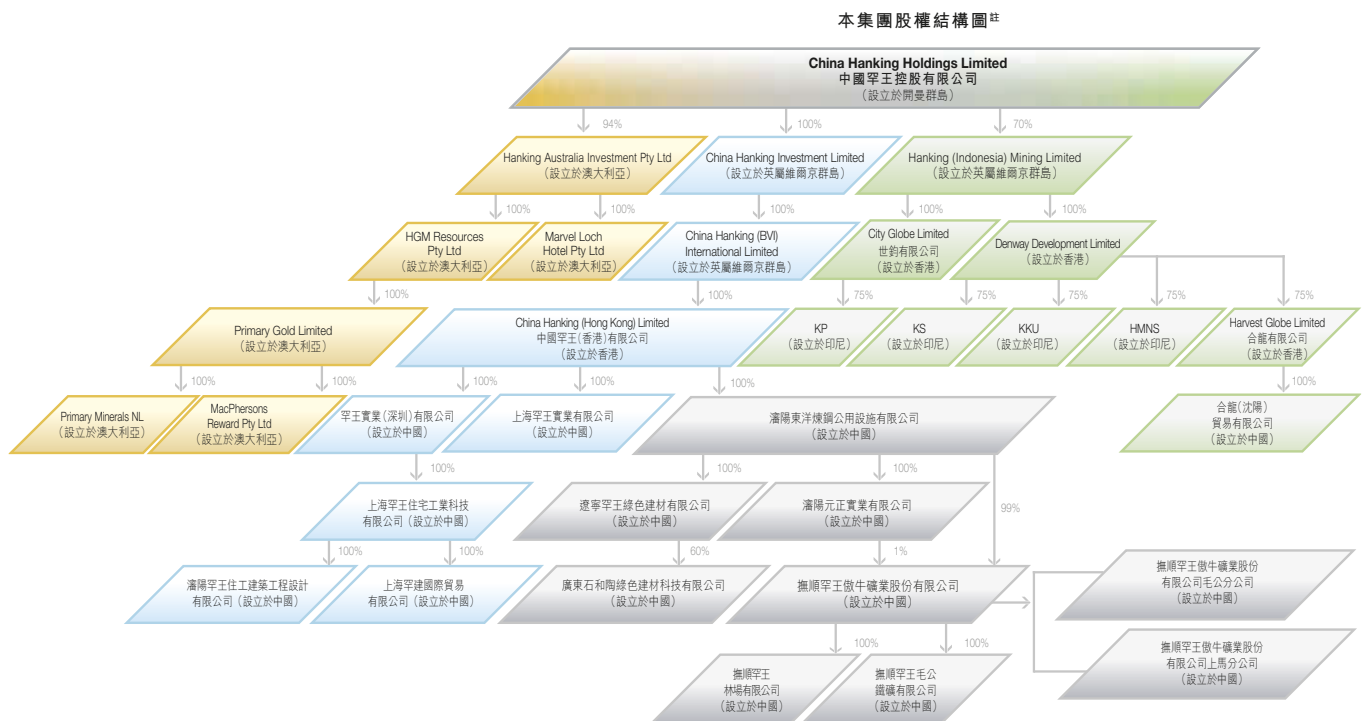 本集團股權結構圖註
China Hanking Holdings Limited
中國罕王控股有限公司
（設立於開曼群島）
94%
100%
70%
Hanking Australia Investment Pty Ltd
（設立於澳大利亞）
China Hanking Investment Limited
（設立於英屬維爾京群島）
Hanking (Indonesia) Mining Limited
（設立於英屬維爾京群島）
100%
100%
100%
100%
100%
HGM Resources
Pty Ltd
（設立於澳大利亞）
Marvel Loch
Hotel Pty Ltd
（設立於澳大利亞）
China Hanking (BVI)
International Limited
（設立於英屬維爾京群島）
City Globe Limited
世鈞有限公司
（設立於香港）
Denway Development Limited
（設立於香港）
100%
100%
75%
75%
75%
75%
75%
Primary Gold Limited
（設立於澳大利亞）
China Hanking (Hong Kong) Limited
中國罕王(香港)有限公司
（設立於香港）
KP
（設立於印尼）
KS
（設立於印尼）
KKU
（設立於印尼）
HMNS
（設立於印尼）
Harvest Globe Limited
合龍有限公司
（設立於香港）
100%
100%
100%
100%
100%
100%
Primary Minerals NL
（設立於澳大利亞）
MacPhersons
Reward Pty Ltd
（設立於澳大利亞）
罕王實業（深圳）有限公司
（設立於中國）
上海罕王實業有限公司
（設立於中國）
瀋陽東洋煉鋼公用設施有限公司
（設立於中國）
合龍（沈陽）
貿易有限公司
（設立於中國）
100%
100%
100%
99%
上海罕王住宅工業科技
有限公司（設立於中國）
遼寧罕王綠色建材有限公司
（設立於中國）
瀋陽元正實業有限公司
（設立於中國）
100%
100%
60%
1%
瀋陽罕王住工建築工程設計
有限公司（設立於中國）
上海罕建國際貿易
有限公司（設立於中國）
廣東石和陶綠色建材科技有限公司
（設立於中國）
撫順罕王傲牛礦業股份有限公司
（設立於中國）
撫順罕王傲牛礦業股份
有限公司毛公分公司
（設立於中國）
100%
100%
撫順罕王
林場有限公司
（設立於中國）
撫順罕王毛公
鐵礦有限公司
（設立於中國）
撫順罕王傲牛礦業股份
有限公司上馬分公司
（設立於中國）